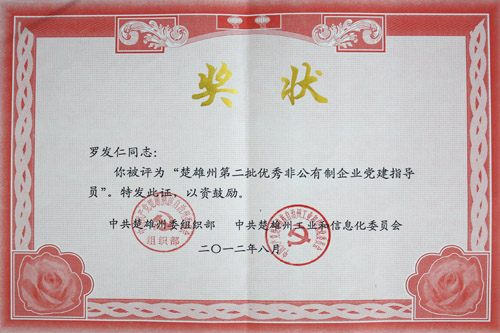 奖状
罗发仁同志：
你被评为“楚雄州第二批优秀非公有制企业党建指导
员”。特发此证，以资鼓励。
中共楚雄州委组织部 中共楚雄州工业和信息化委员会
组织部
二〇一二年八月